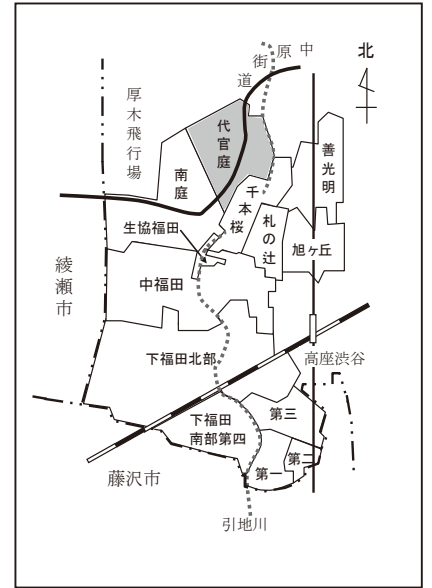 中原街道
北
厚木飛行場
代官庭
南庭
善光明
千本桜
札の辻
生協福田
旭ヶ丘
綾瀬市
中福田
下福田北部
高座渋谷
第三
下福田
南部第四
第二
第一
藤沢市
引地川